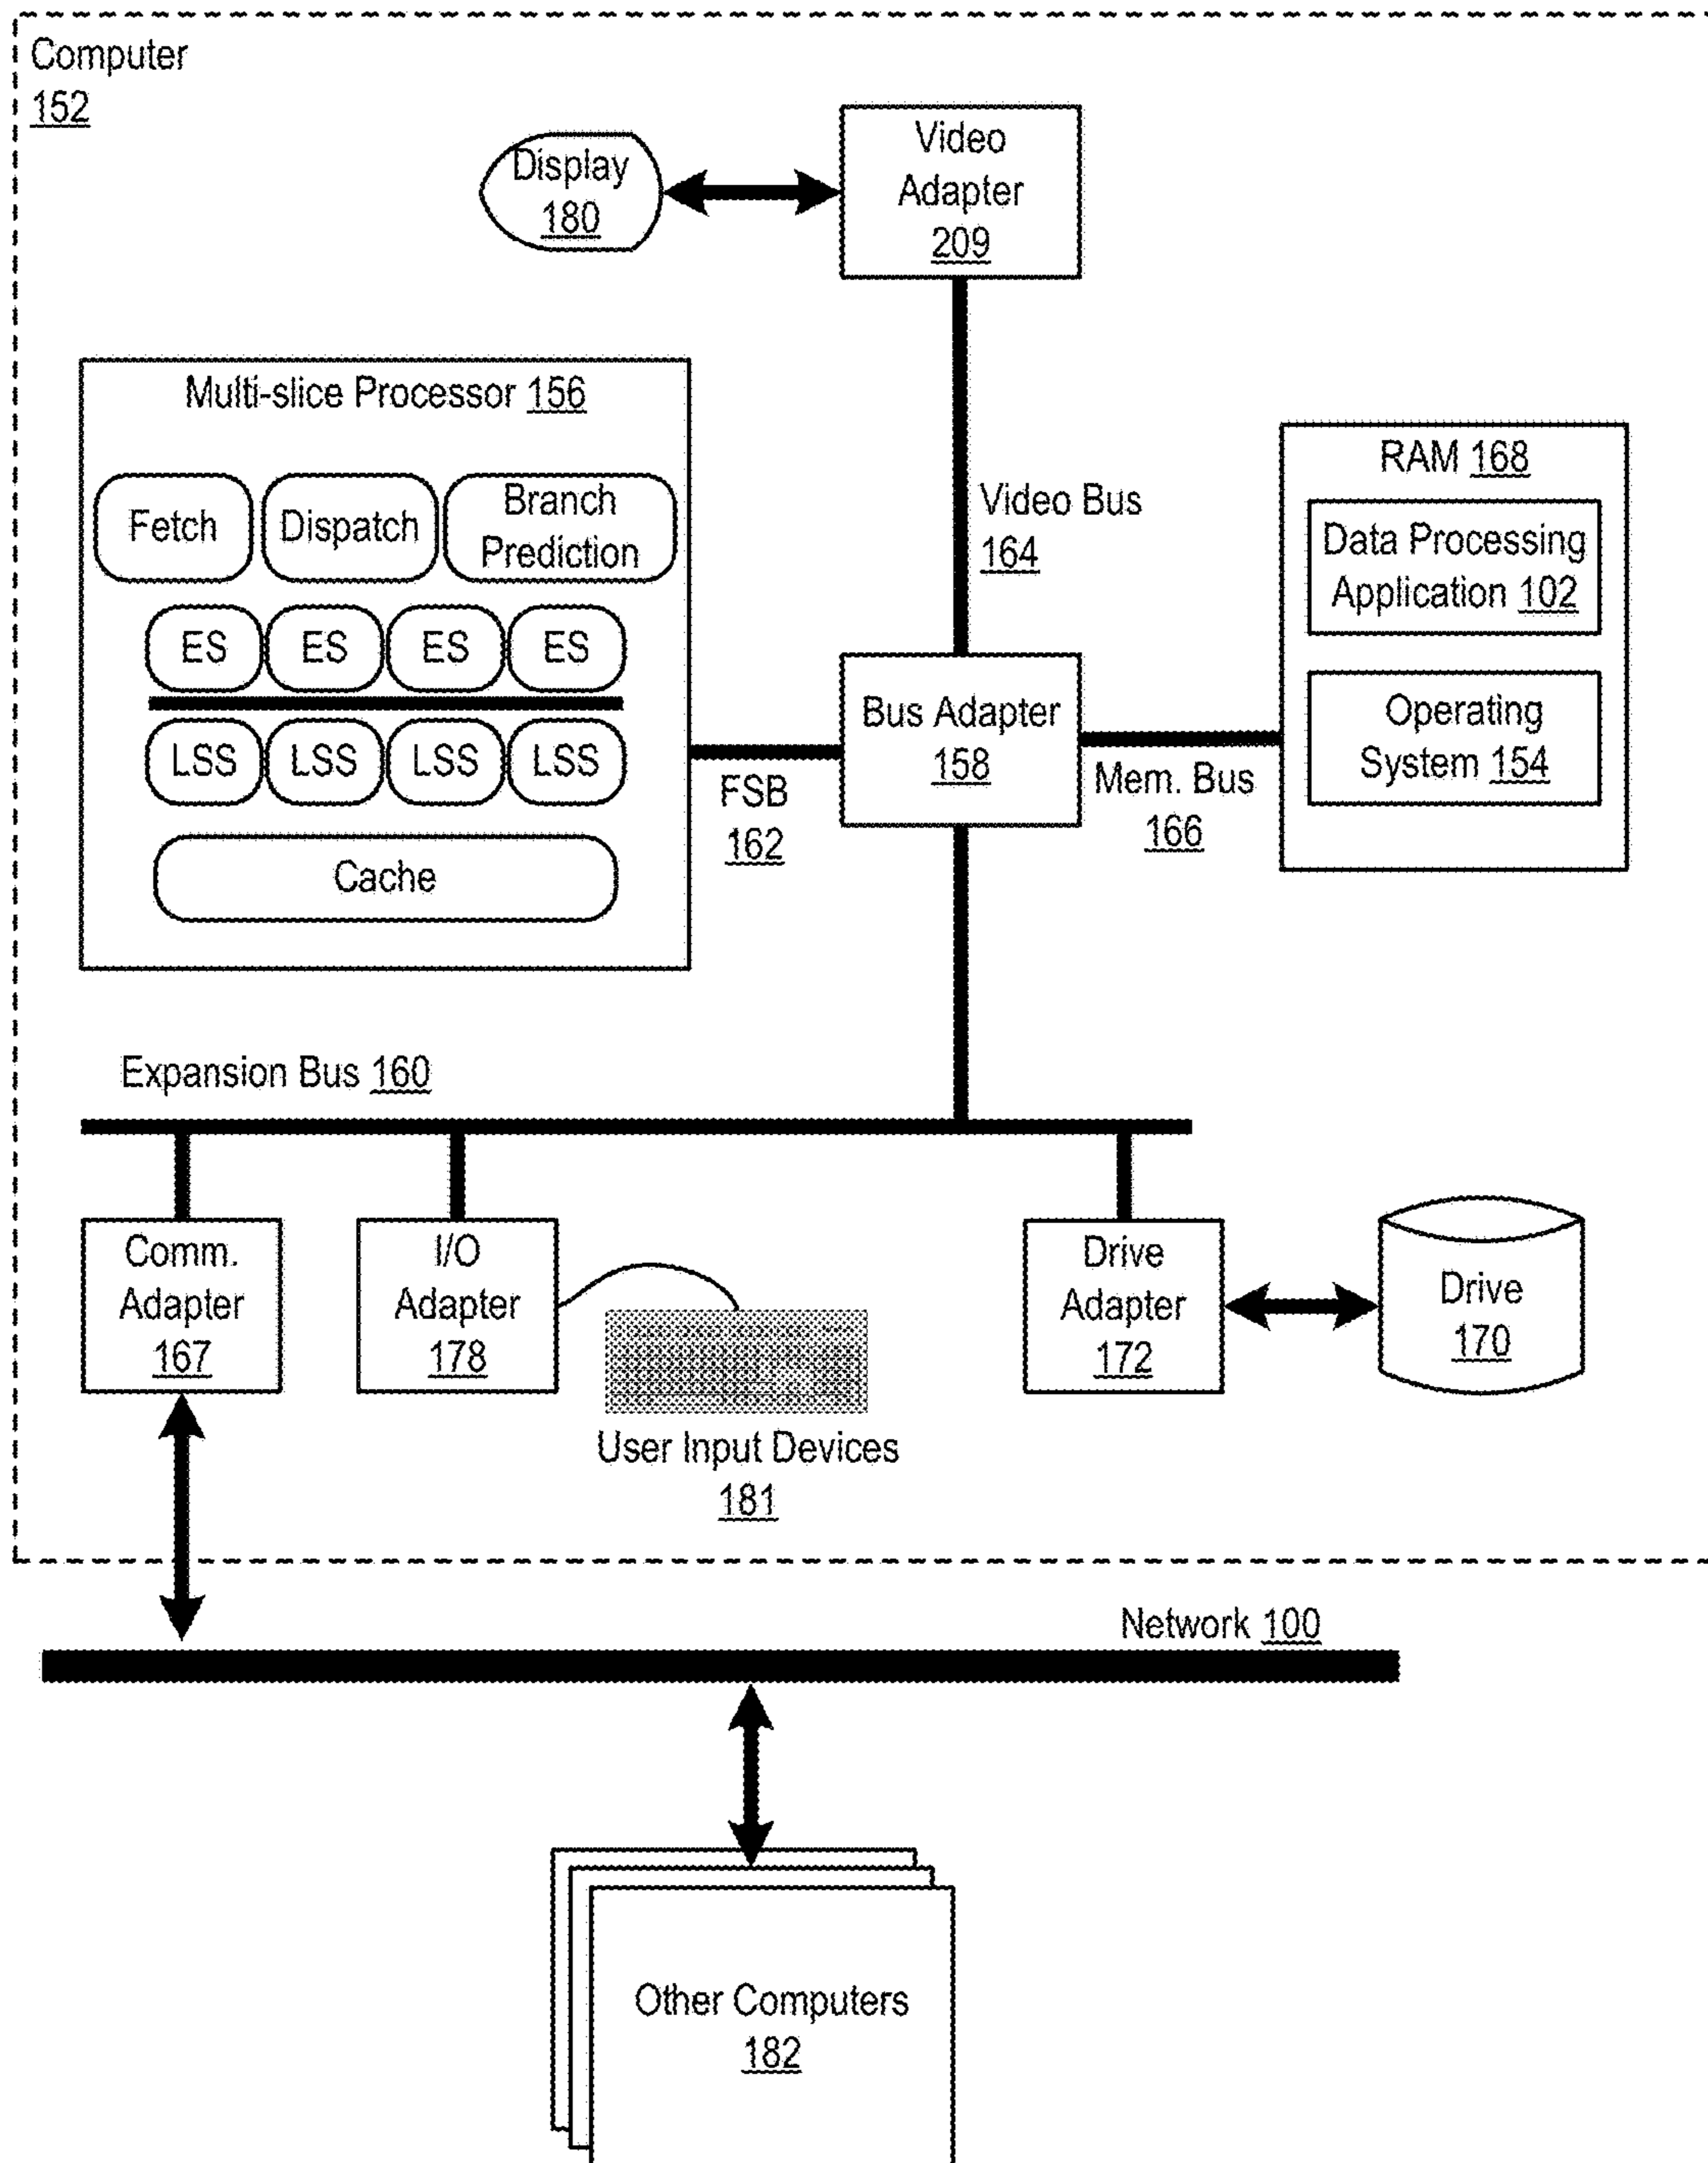 Computer
152
Display
180
Video
Adapter
209
Multi-slice Processor 156
Fetch
Dispatch
Branch
Prediction
ES ES ES ES
LSS LSS LSS LSS
Cache
Video Bus
164
RAM 168
Data Processing
Application 102
Operating
System 154
Bus Adapter
158
FSB
162
Mem. Bus
166
Expansion Bus 160
Comm.
Adapter
167
I/O
Adapter
178
User Input Devices
181
Drive
Adapter
172
Drive
170
Network 100
Other Computers
182